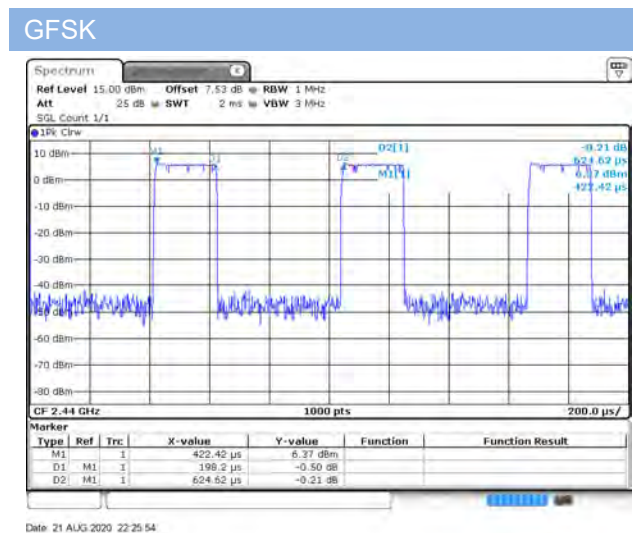 GFSK
Spectrum
Ref Level 15.00 dBm Offset 7.53 dB RBW 1 MHz
Att 25 dB SWT 2 ms VBW 3 MHz
SGL Count 1/1
1Pk Clrw
D2[1] -0.21 dB
624.62 µs
M1[1] 6.37 dBm
422.42 µs
M1
D1
D2
10 dBm
0 dBm
-10 dBm
-20 dBm
-30 dBm
-40 dBm
-50 dBm
-60 dBm
-70 dBm
-80 dBm
CF 2.44 GHz 1000 pts 200.0 µs/
Marker
Type Ref Trc X-value Y-value Function Function Result
M1 1 422.42 µs 6.37 dBm
D1 M1 1 198.2 µs -0.50 dB
D2 M1 1 624.62 µs -0.21 dB
Date: 21.AUG.2020 22:25:54